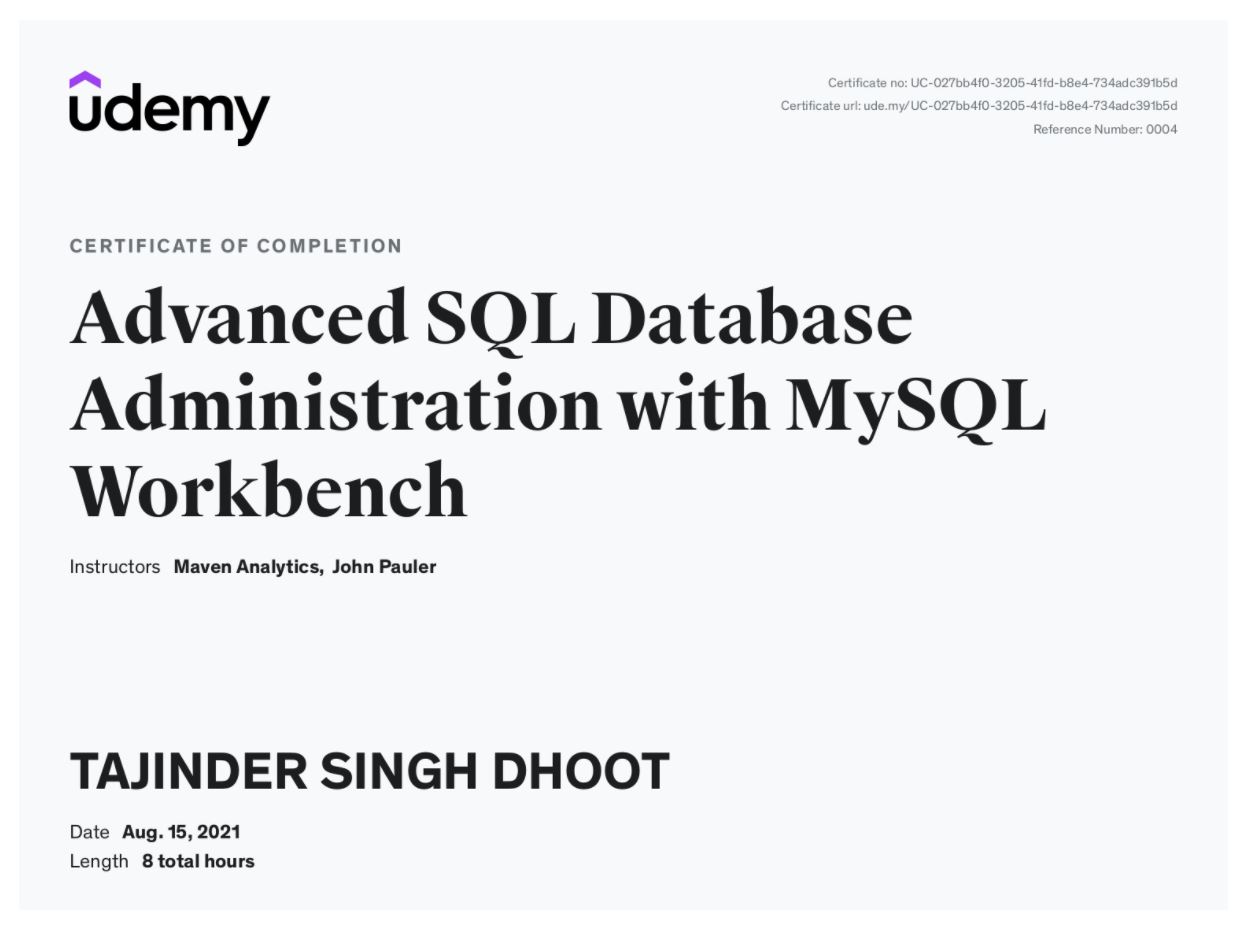 udemy
Certificate no: UC-027bb4f0-3205-41fd-b8e4-734adc391b5d
Certificate url: ude.my/UC-027bb4f0-3205-41fd-b8e4-734adc391b5d
Reference Number: 0004
CERTIFICATE OF COMPLETION
Advanced SQL Database
Administration with MySQL
Workbench
Instructors Maven Analytics, John Pauler
TAJINDER SINGH DHOOT
Date Aug. 15, 2021
Length 8 total hours